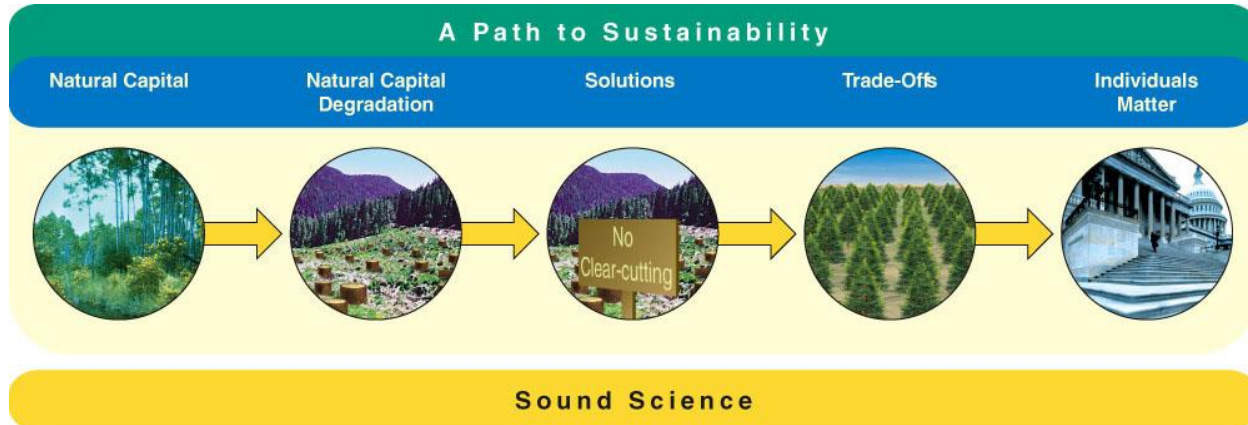 A Path to Sustainability
Natural Capital
Natural Capital
Degradation
Solutions
Trade-Offs
Individuals
Matter
No
Clear-cutting
Sound Science